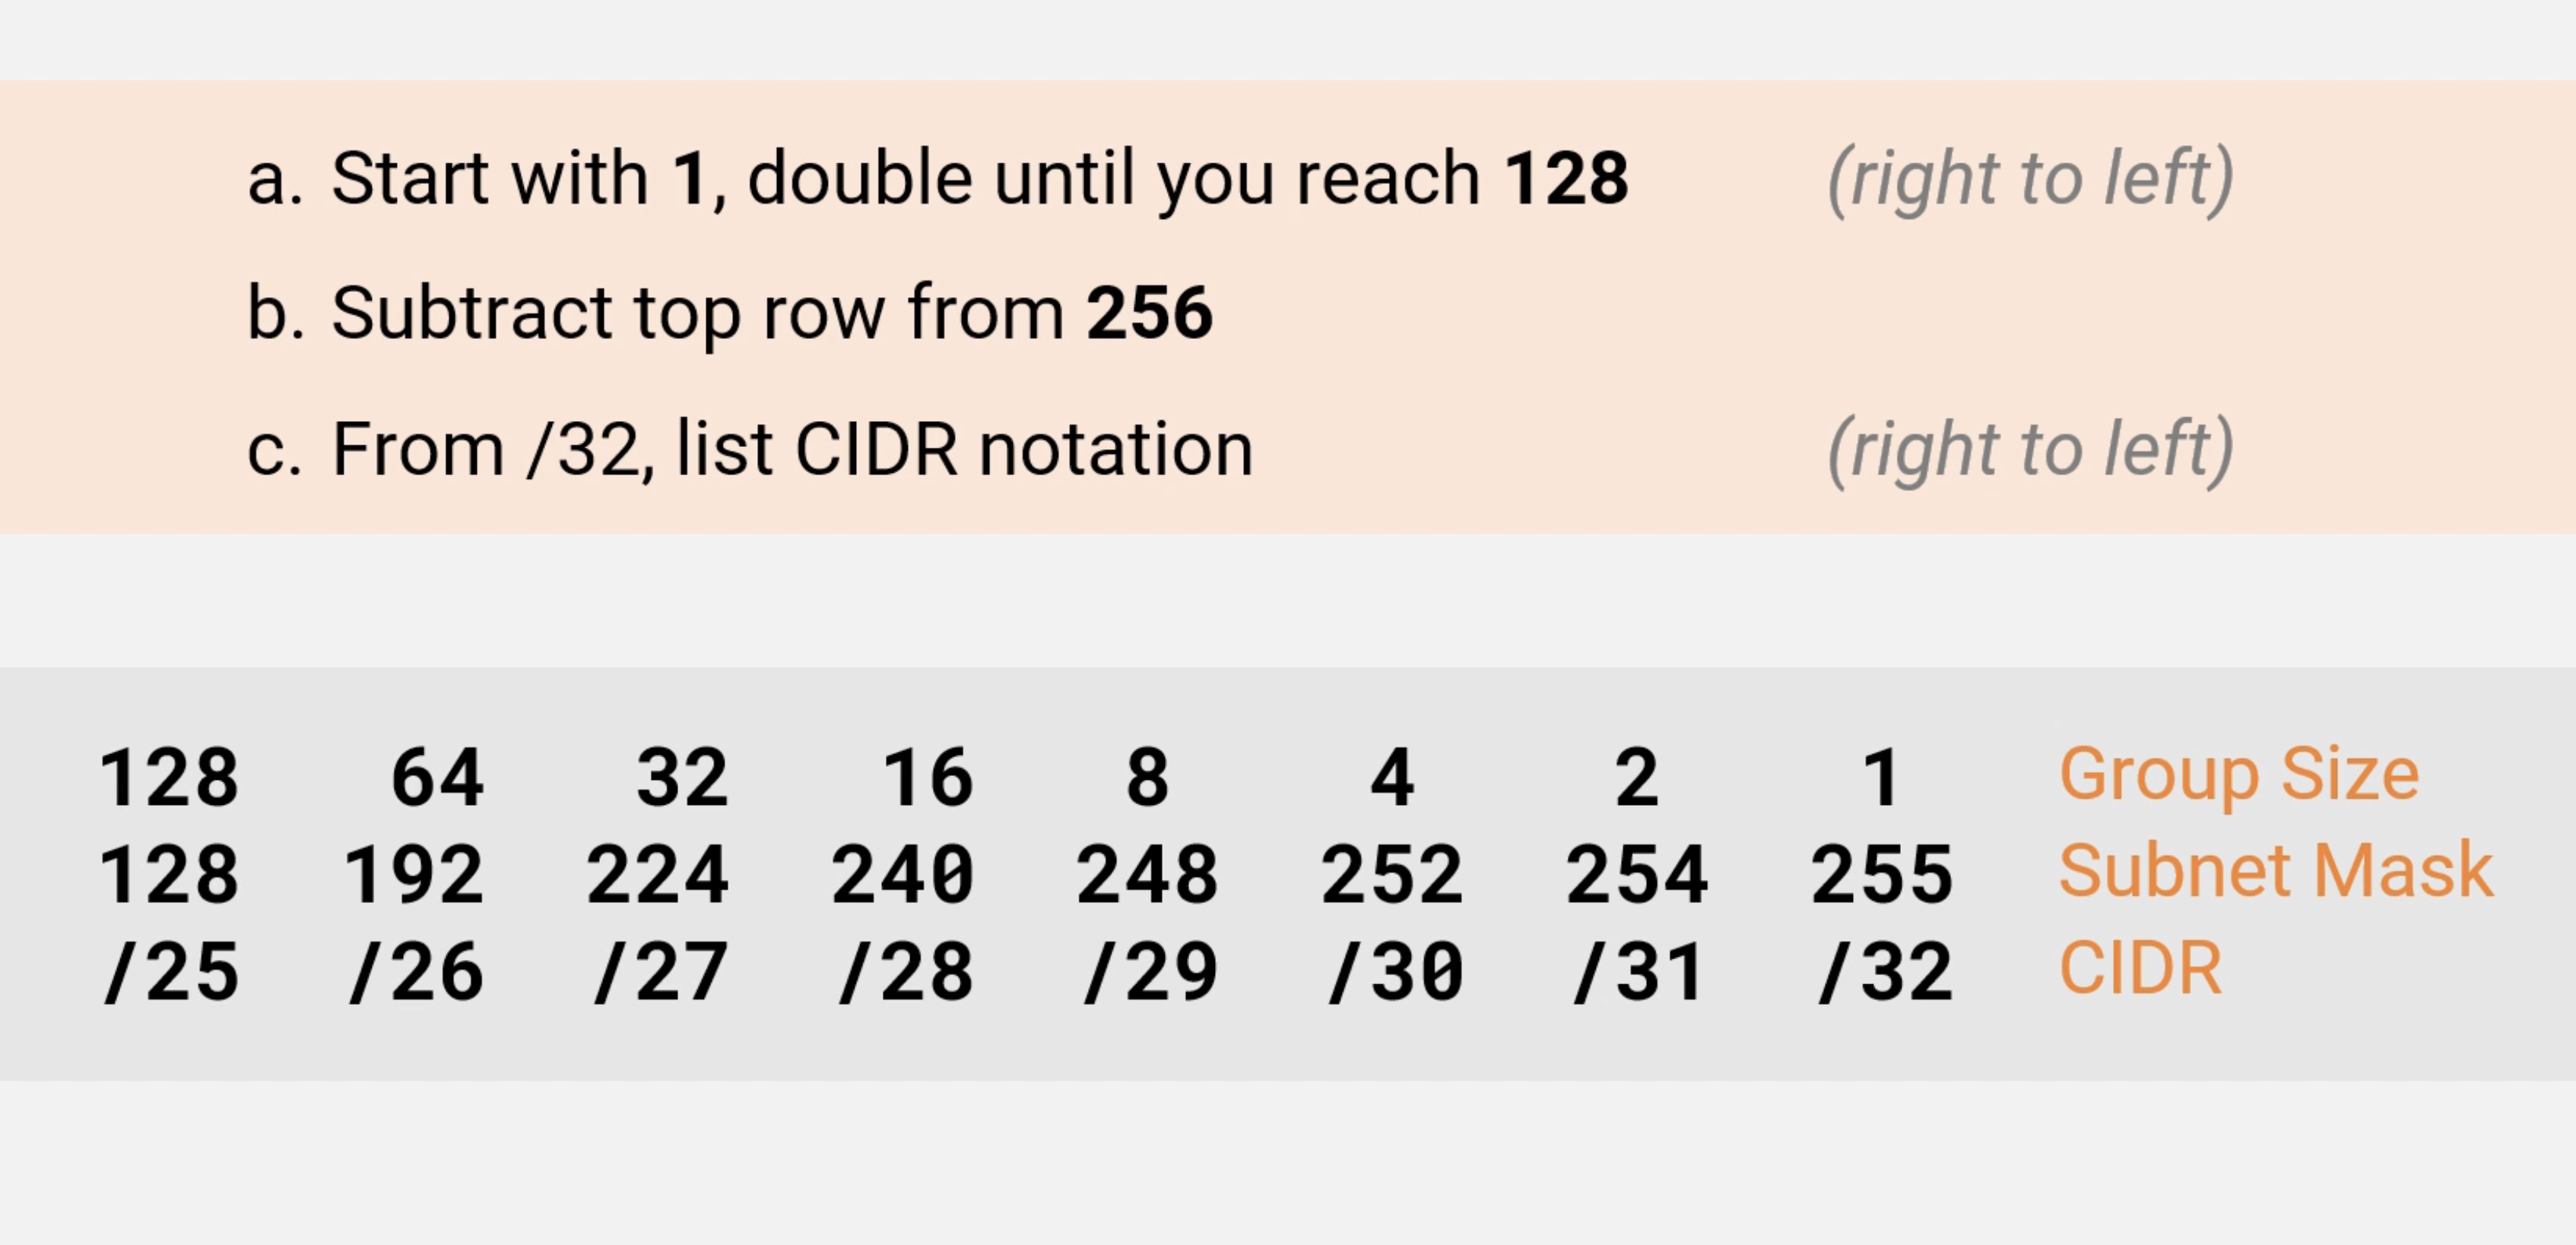 a. Start with 1, double until you reach 128 (right to left)
b. Subtract top row from 256
c. From /32, list CIDR notation (right to left)
128 64 32 16 8 4 2 1 Group Size
128 192 224 240 248 252 254 255 Subnet Mask
/25 /26 /27 /28 /29 /30 /31 /32 CIDR